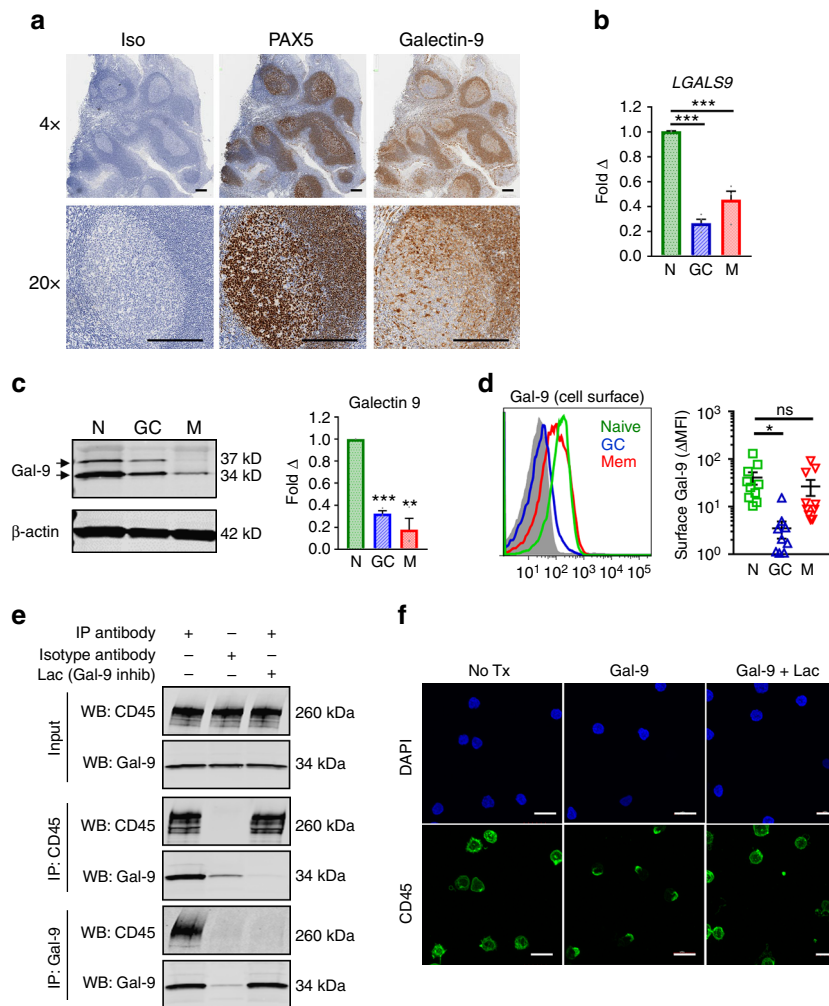 a
Iso PAX5 Galectin-9
4×
20×
b
LGALS9
***
***
Fold Δ
1.2
1.0
0.8
0.6
0.4
0.2
0.0
N GC M
c
N GC M
Gal-9
37 kD
34 kD
β-actin
42 kD
Galectin 9
Fold Δ
1.2
1.0
0.8
0.6
0.4
0.2
0.0
*** **
N GC M
d
Gal-9 (cell surface)
Naive
GC
Mem
10¹ 10² 10³ 10⁴ 10⁵
Surface Gal-9 (ΔMFI)
10³
10²
10¹
10⁰
ns
*
N GC M
e
IP antibody + – +
Isotype antibody – + –
Lac (Gal-9 inhib) – – +
Input
WB: CD45 260 kDa
WB: Gal-9 34 kDa
IP: CD45
WB: CD45 260 kDa
WB: Gal-9 34 kDa
IP: Gal-9
WB: CD45 260 kDa
WB: Gal-9 34 kDa
f
No Tx Gal-9 Gal-9 + Lac
DAPI
CD45